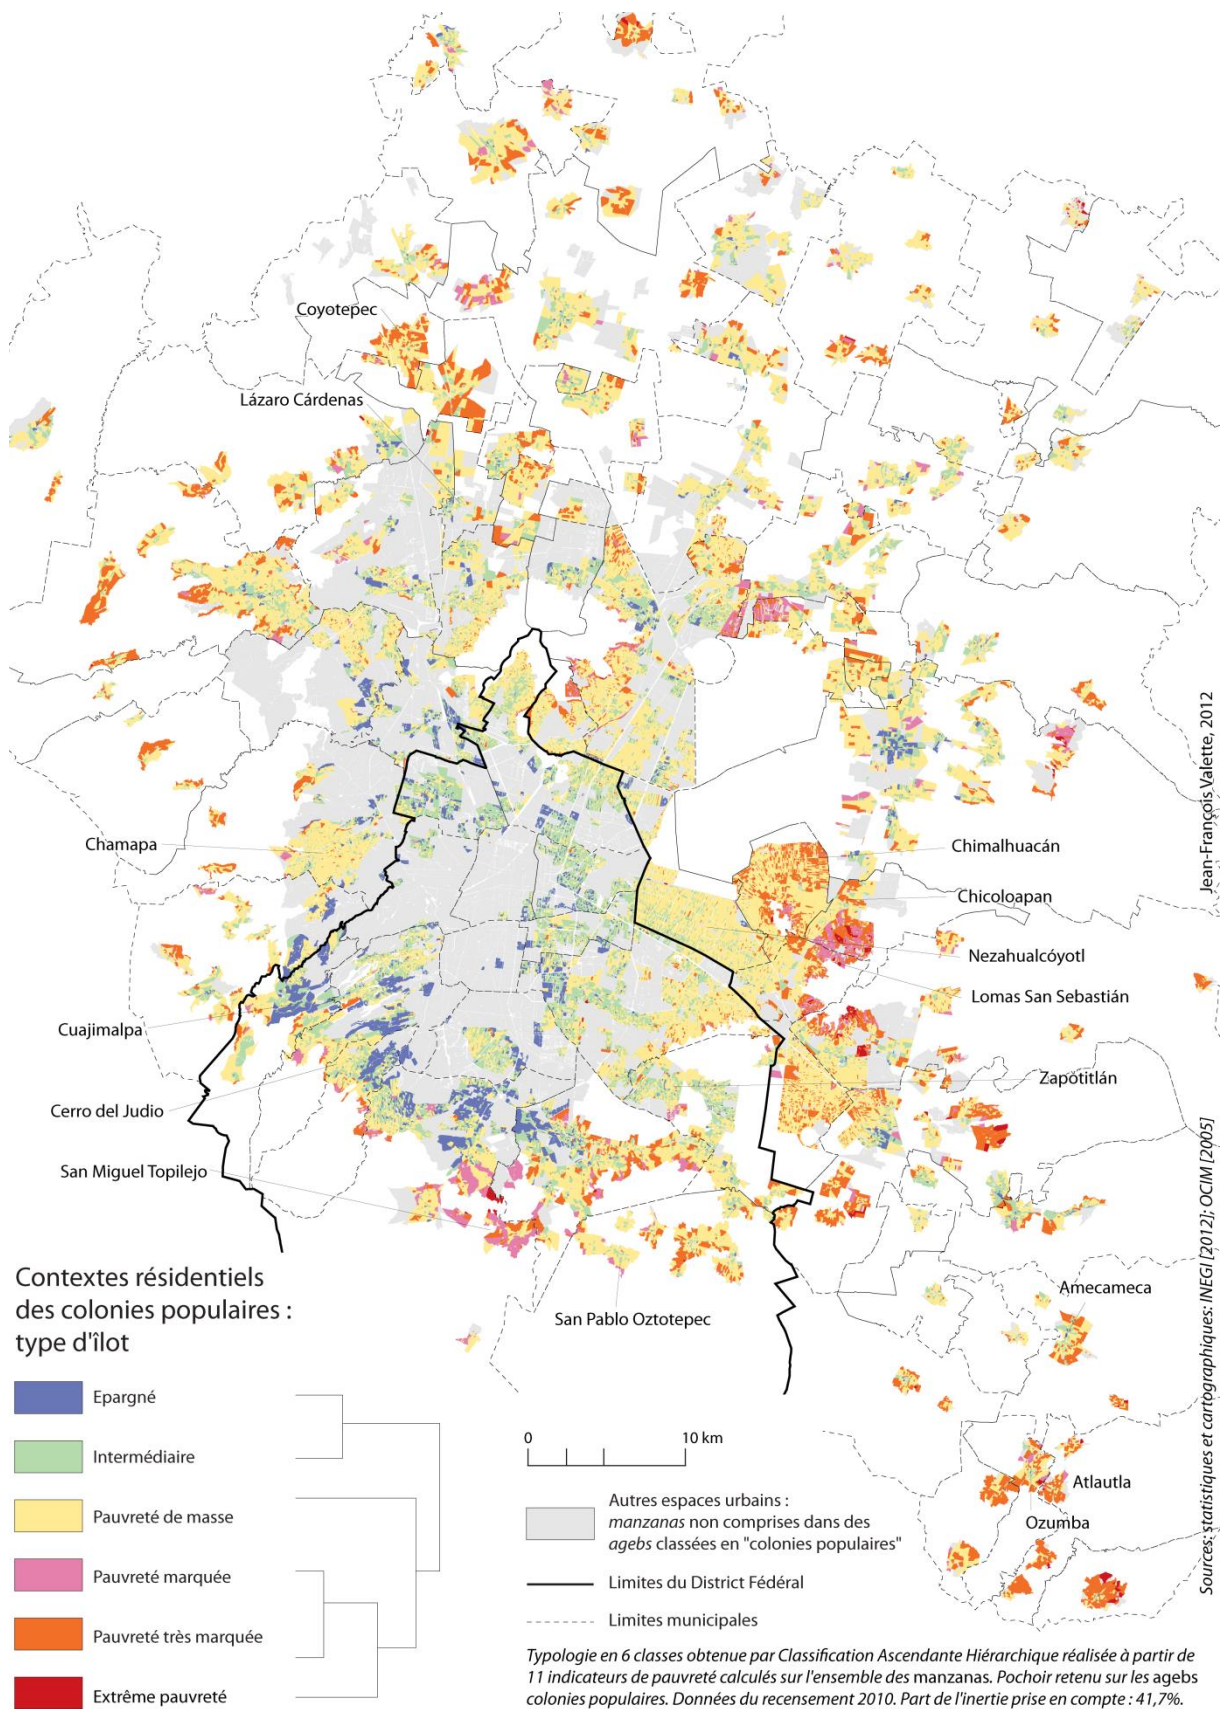 Coyotepec
Lázaro Cárdenas
Chamapa
Chimalhuacán
Chicoloapan
Nezahualcóyotl
Lomas San Sebastián
Cuajimalpa
Zapotitlán
Cerro del Judio
San Miguel Topilejo
San Pablo Oztotepec
Amecameca
Atlautla
Ozumba
Jean-François Valette, 2012
Sources: statistiques et cartographiques: INEGI [2012]; OCIM [2005]
Contextes résidentiels
des colonies populaires :
type d'îlot
Epargné
Intermédiaire
Pauvreté de masse
Pauvreté marquée
Pauvreté très marquée
Extrême pauvreté
0 10 km
Autres espaces urbains :
manzanas non comprises dans des
agebs classées en "colonies populaires"
Limites du District Fédéral
Limites municipales
Typologie en 6 classes obtenue par Classification Ascendante Hiérarchique réalisée à partir de
11 indicateurs de pauvreté calculés sur l'ensemble des manzanas. Pochoir retenu sur les agebs
colonies populaires. Données du recensement 2010. Part de l'inertie prise en compte : 41,7%.